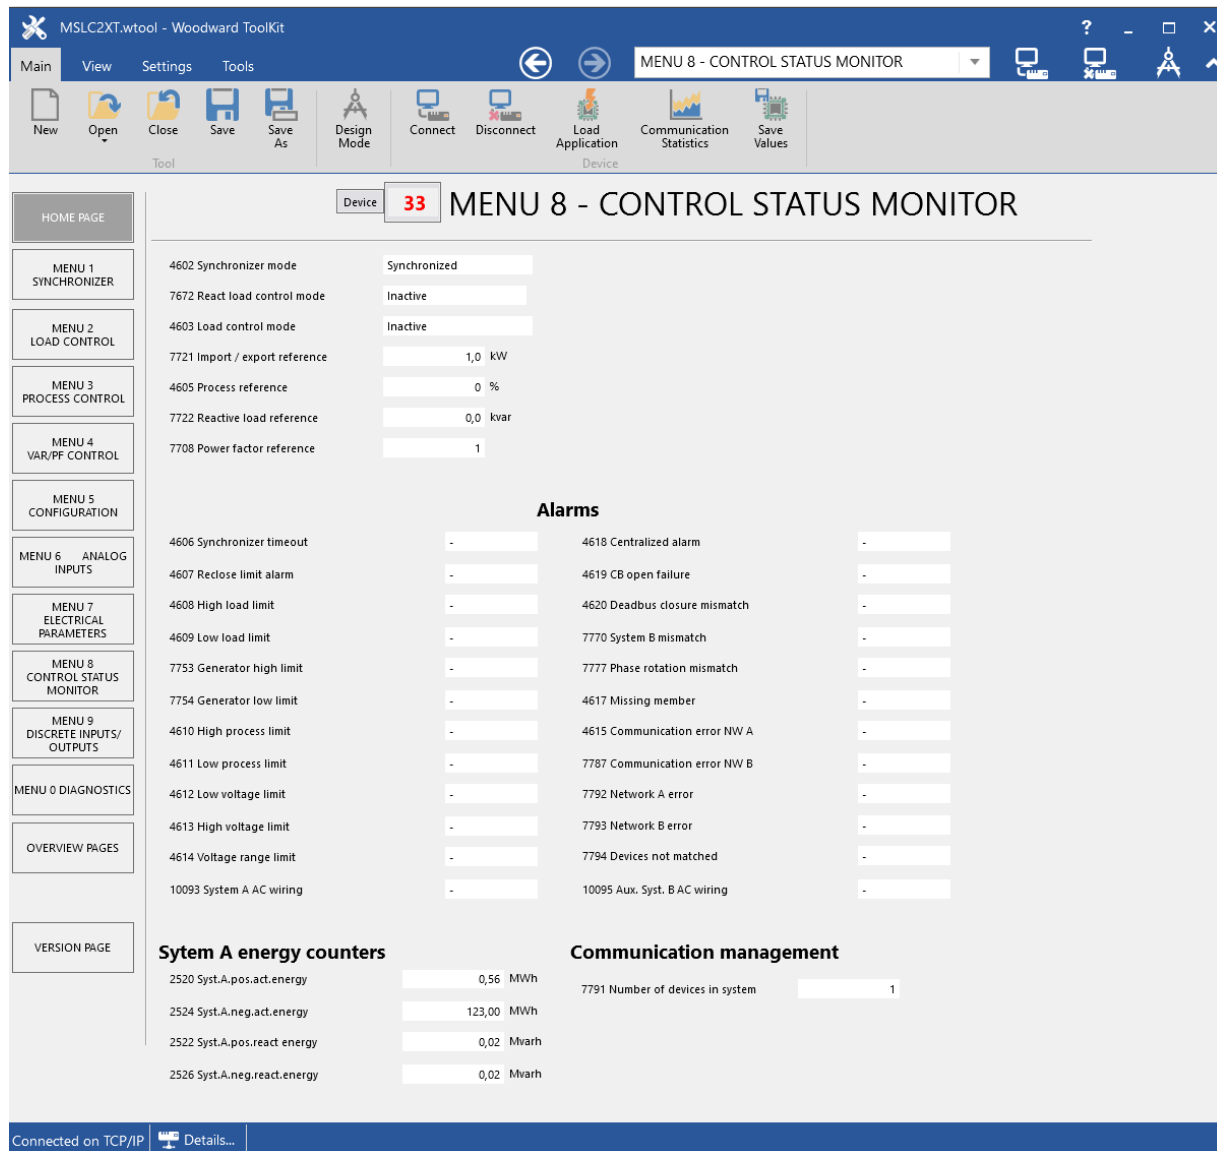 MSLC2XT.wtool - Woodward ToolKit
?
Main View Settings Tools
MENU 8 - CONTROL STATUS MONITOR
New
Open
Close
Save
Save As
Design Mode
Connect
Disconnect
Load Application
Communication Statistics
Save Values
Tool
Device
HOME PAGE
MENU 1
SYNCHRONIZER
MENU 2
LOAD CONTROL
MENU 3
PROCESS CONTROL
MENU 4
VAR/PF CONTROL
MENU 5
CONFIGURATION
MENU 6 ANALOG
INPUTS
MENU 7
ELECTRICAL
PARAMETERS
MENU 8
CONTROL STATUS
MONITOR
MENU 9
DISCRETE INPUTS/
OUTPUTS
MENU 0 DIAGNOSTICS
OVERVIEW PAGES
VERSION PAGE
Device 33 MENU 8 - CONTROL STATUS MONITOR
4602 Synchronizer mode Synchronized
7672 React load control mode Inactive
4603 Load control mode Inactive
7721 Import / export reference 1,0 kW
4605 Process reference 0 %
7722 Reactive load reference 0,0 kvar
7708 Power factor reference 1
Alarms
4606 Synchronizer timeout - 4618 Centralized alarm -
4607 Reclose limit alarm - 4619 CB open failure -
4608 High load limit - 4620 Deadbus closure mismatch -
4609 Low load limit - 7770 System B mismatch -
7753 Generator high limit - 7777 Phase rotation mismatch -
7754 Generator low limit - 4617 Missing member -
4610 High process limit - 4615 Communication error NW A -
4611 Low process limit - 7787 Communication error NW B -
4612 Low voltage limit - 7792 Network A error -
4613 High voltage limit - 7793 Network B error -
4614 Voltage range limit - 7794 Devices not matched -
10093 System A AC wiring - 10095 Aux. Syst. B AC wiring -
Sytem A energy counters
2520 Syst.A.pos.act.energy 0,56 MWh
2524 Syst.A.neg.act.energy 123,00 MWh
2522 Syst.A.pos.react energy 0,02 Mvarh
2526 Syst.A.neg.react.energy 0,02 Mvarh
Communication management
7791 Number of devices in system 1
Connected on TCP/IP Details...